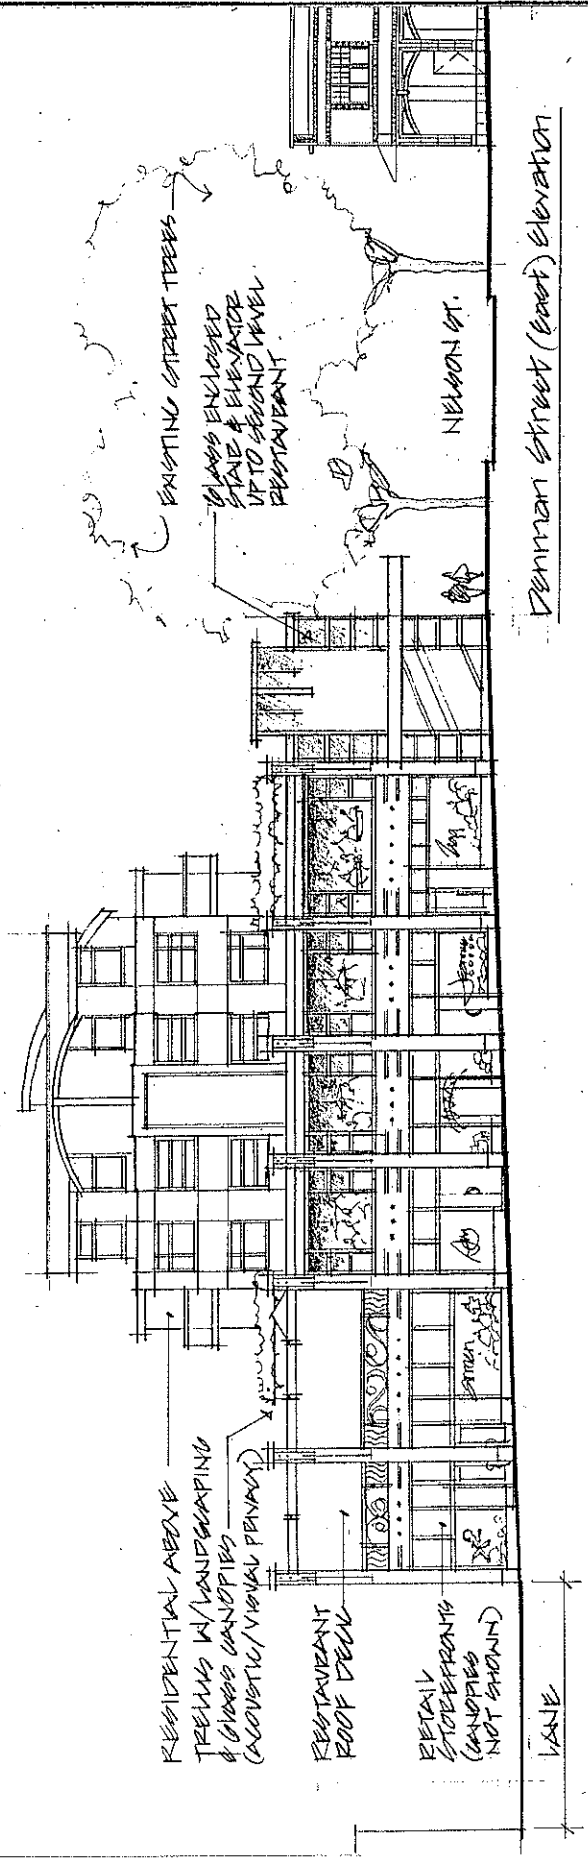 RESIDENTIAL ABOVE
TRELLIS W/LANDSCAPING
& GLASS CANOPIES
(ACOUSTIC/VISUAL PRIVACY)
RESTAURANT
ROOF DECK
RETAIL
STOREFRONTS
(CANOPIES
NOT SHOWN)
LANE
EXISTING STREET TREES
GLASS ENCLOSED
STAIR & ELEVATOR
UP TO SECOND LEVEL
RESTAURANT.
NELSON ST.
Denman Street (East) Elevation